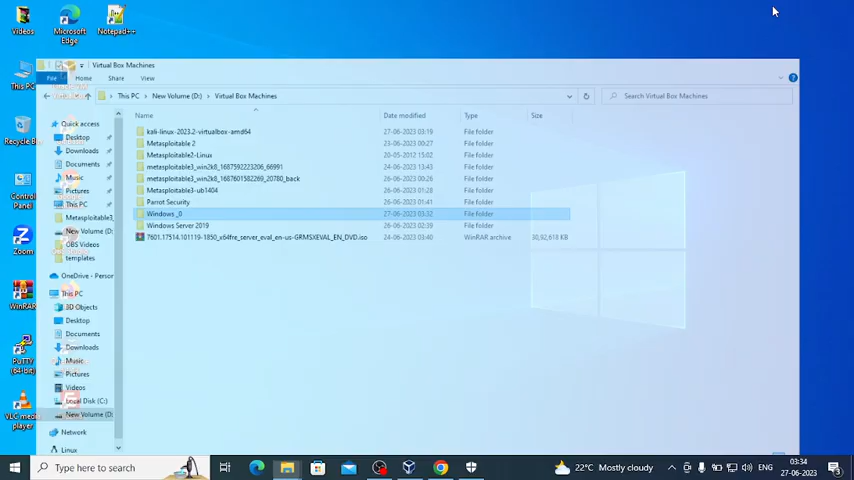 Videos
Microsoft Edge
Notepad++
Virtual Box Machines
File Home Share View
This PC > New Volume (D:) > Virtual Box Machines
Search Virtual Box Machines
Name Date modified Type Size
kali-linux-2023.2-virtualbox-amd64 27-06-2023 03:19 File folder
Metasploitable 2 23-06-2023 00:27 File folder
Metasploitable2-Linux 20-05-2012 15:02 File folder
metasploitable3_win2k8_1687592223206_66991 24-06-2023 13:43 File folder
metasploitable3_win2k8_1687601582269_20780_back 26-06-2023 00:26 File folder
Metasploitable3-ub1404 26-06-2023 01:28 File folder
Parrot Security 26-06-2023 01:41 File folder
Windows _0 27-06-2023 03:32 File folder
Windows Server 2019 26-06-2023 02:39 File folder
7601.17514.101119-1850_x64fre_server_eval_en-us-GRMSXEVAL_EN_DVD.iso 24-06-2023 03:40 WinRAR archive 30,92,618 KB
Quick access
Desktop
Downloads
Documents
Music
Pictures
This PC
Metasploitable3_
New Volume (D:)
OBS Videos
templates
OneDrive - Person
This PC
3D Objects
Desktop
Documents
Downloads
Music
Pictures
Videos
Local Disk (C:)
New Volume (D:
Network
Linux
This PC
Recycle Bin
Control Panel
Zoom
WinRAR
PuTTY (64-bit)
VLC media player
Type here to search
22°C Mostly cloudy
ENG
03:34
27-06-2023
3